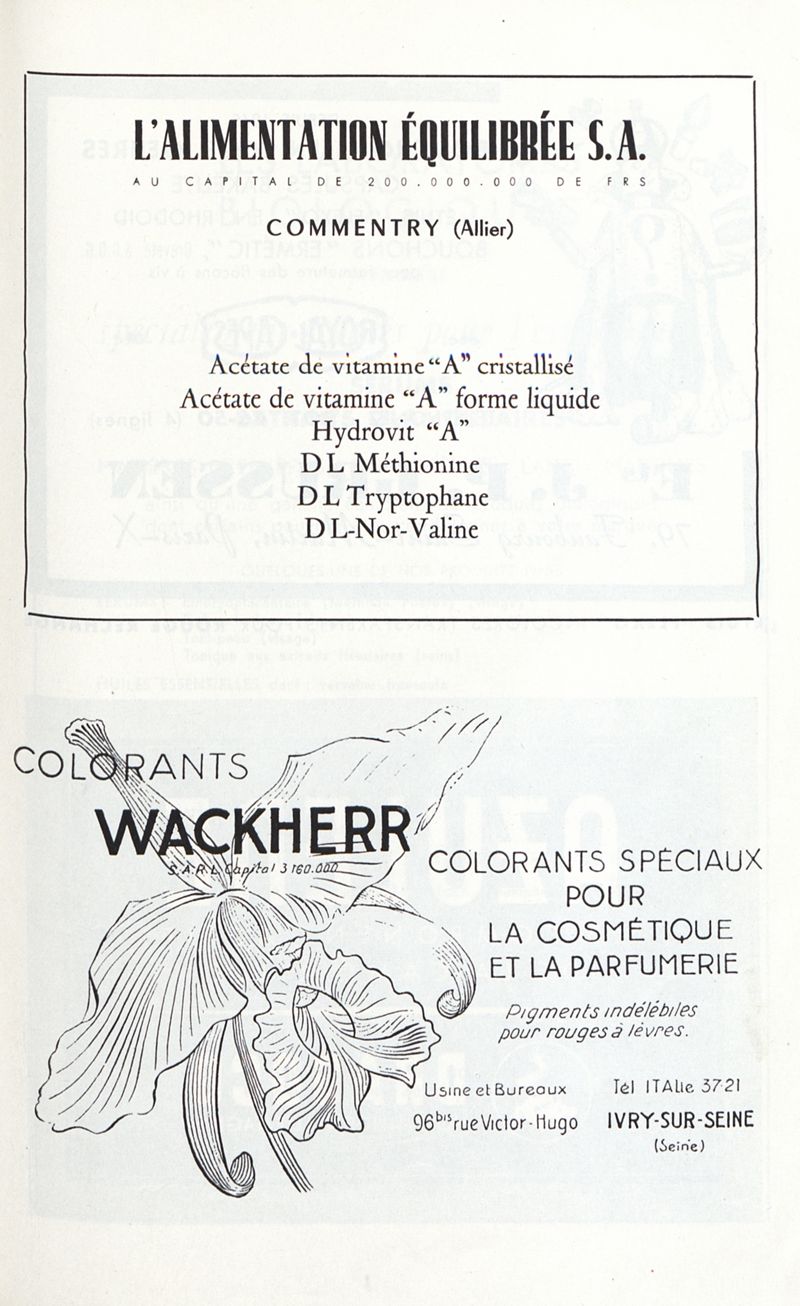 L'ALIMENTATION ÉQUILIBRÉE S.A.
AU CAPITAL DE 200.000.000 DE FRS
COMMENTRY (Allier)
Acétate de vitamine “A” cristallisé
Acétate de vitamine “A” forme liquide
Hydrovit “A”
D L Méthionine
D L Tryptophane
D L-Nor-Valine
COLORANTS
WACKHERR
S.A.R.L. Capital 3 160.000
COLORANTS SPÉCIAUX
POUR
LA COSMÉTIQUE
ET LA PARFUMERIE
Pigments indélébiles
pour rouges à lèvres.
Usine et Bureaux Tél ITAlie 37-21
96bis rue Victor-Hugo IVRY-SUR-SEINE
(Seine)